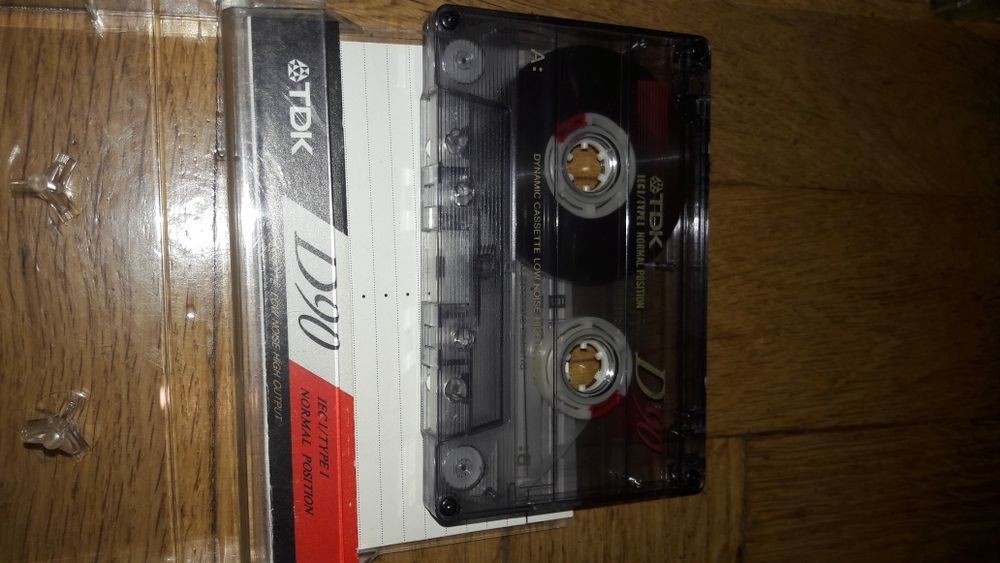 TDK
D90
IEC I/TYPE I
NORMAL POSITION
LOW NOISE HIGH OUTPUT
A:
TDK
D90
IEC I/TYPE I NORMAL POSITION
DYNAMIC CASSETTE LOW NOISE HIGH